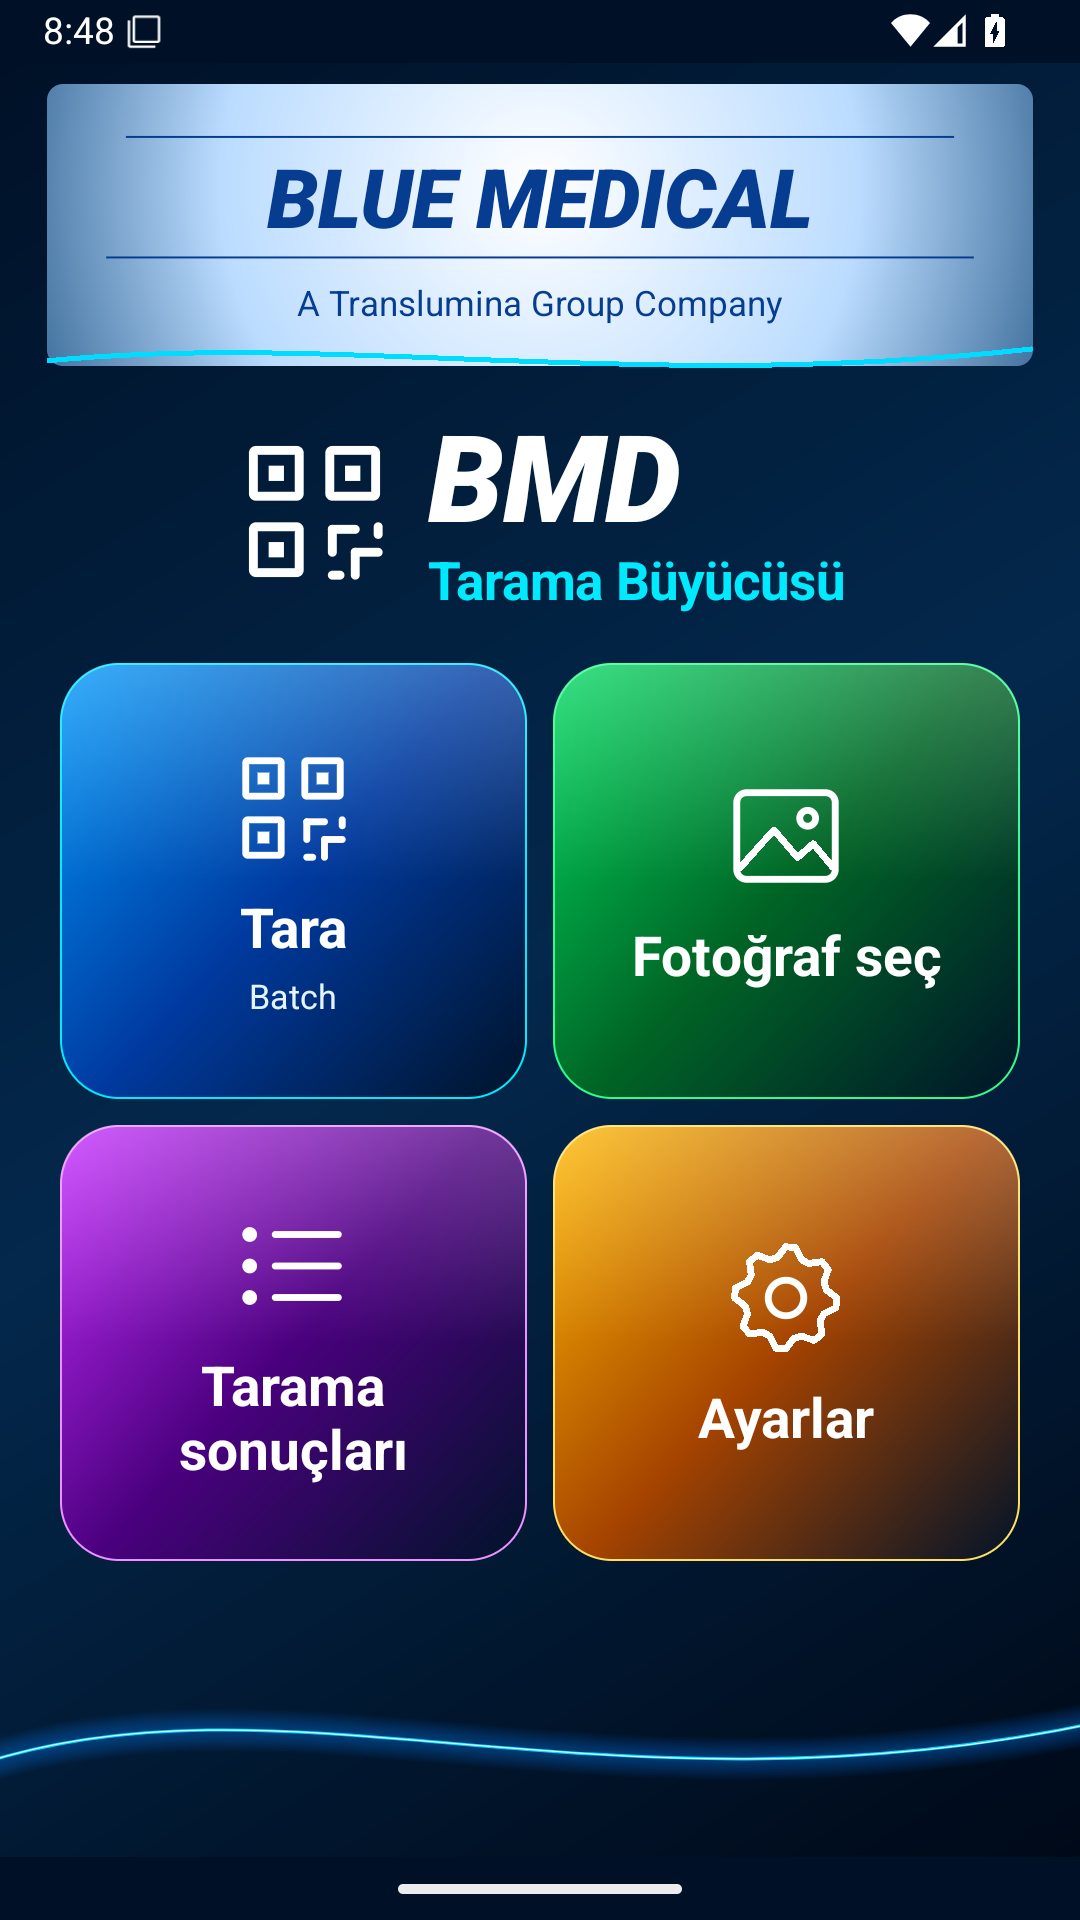 8:48
BLUE MEDICAL
A Translumina Group Company
BMD
Tarama Büyücüsü
Tara
Batch
Fotoğraf seç
Tarama
sonuçları
Ayarlar